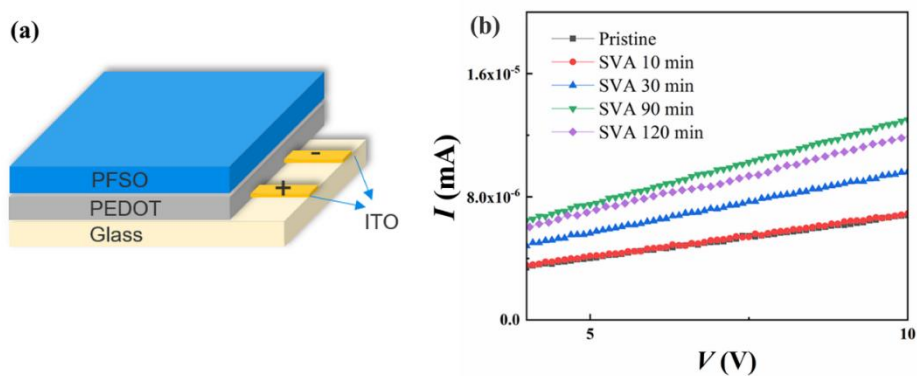 (a)
PFSO
PEDOT
Glass
-
+
ITO
(b)
Pristine
SVA 10 min
SVA 30 min
SVA 90 min
SVA 120 min
I (mA)
1.6x10⁻⁵
8.0x10⁻⁶
0.0
5
10
V (V)